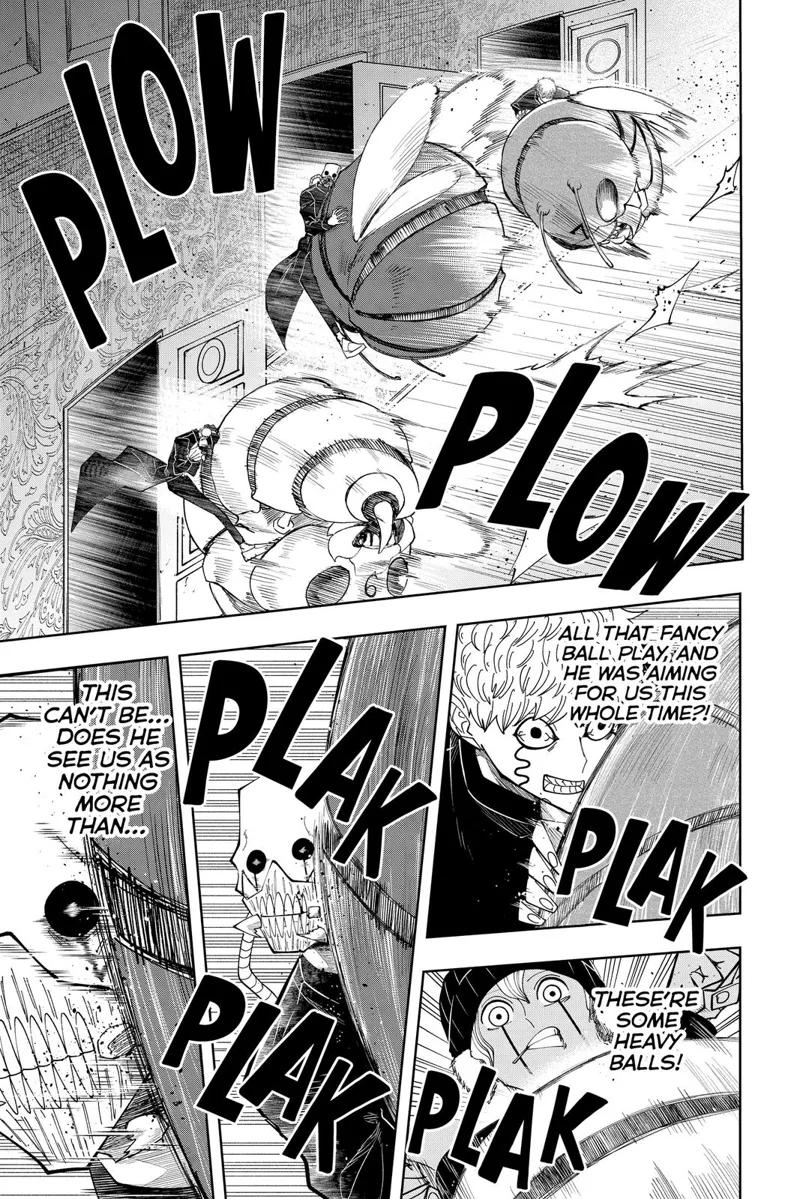 PLOW
PLOW
ALL THAT FANCY
BALL PLAY, AND
HE WAS AIMING
FOR US THIS
WHOLE TIME?!
PLAK
THESE'RE
SOME
HEAVY
BALLS!
PLAK
PLAK
PLAK
THIS
CAN'T BE...
DOES HE
SEE US AS
NOTHING
MORE
THAN...